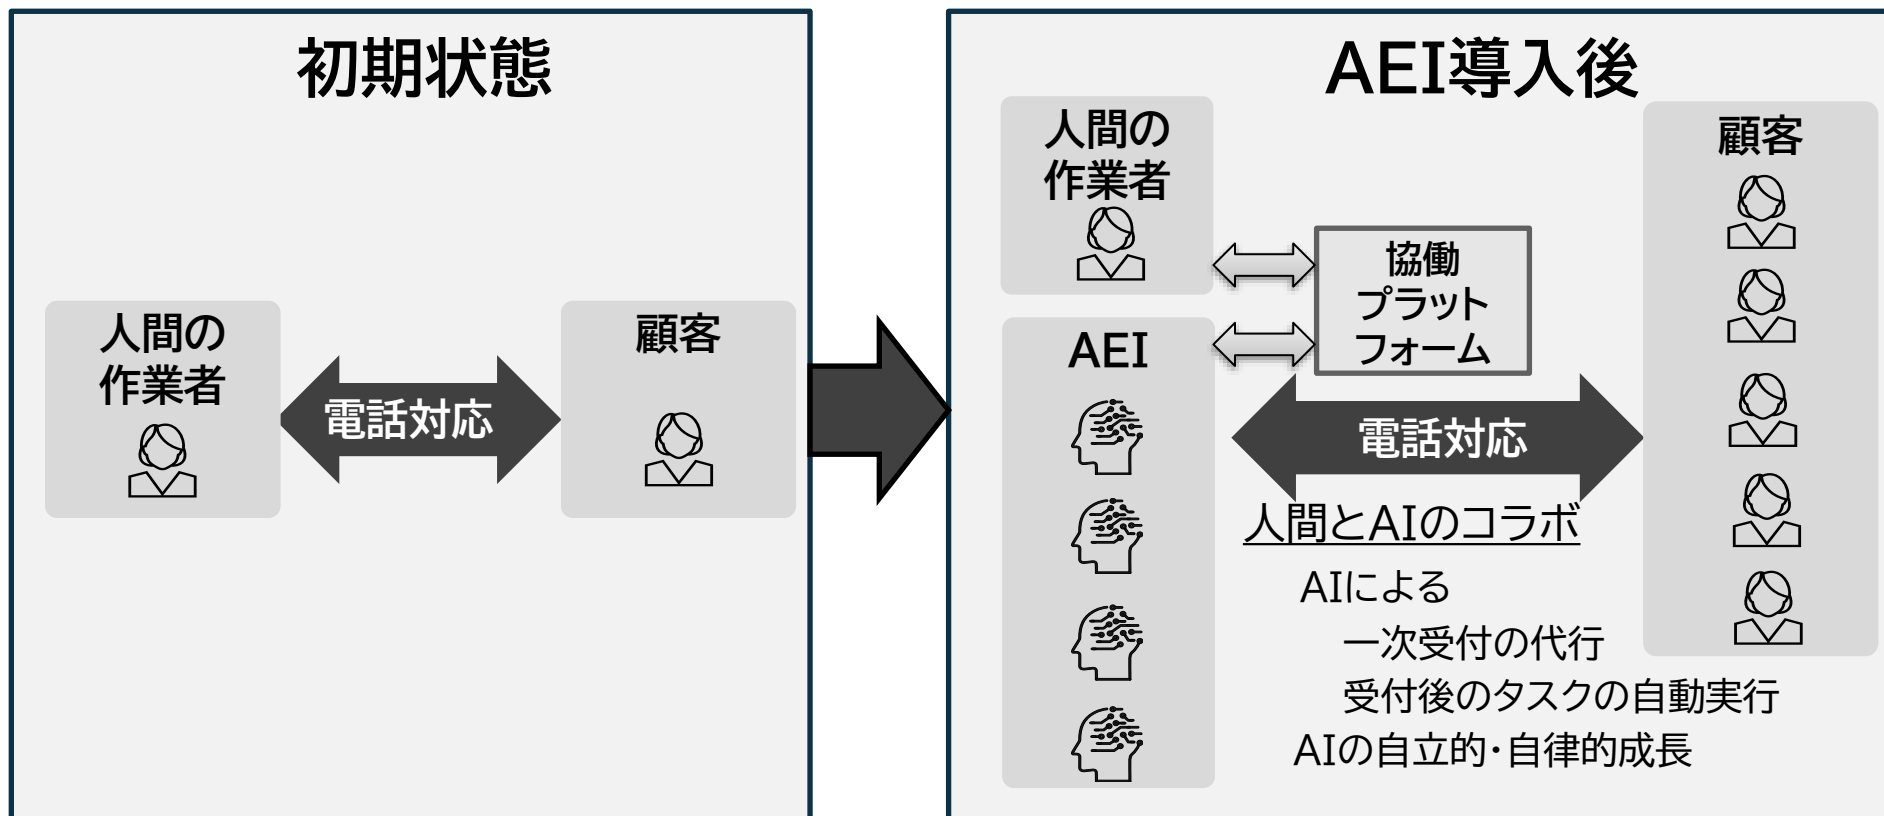 初期状態
人間の
作業者
電話対応
顧客
AEI導入後
人間の
作業者
AEI
協働
プラット
フォーム
電話対応
顧客
人間とAIのコラボ
AIによる
一次受付の代行
受付後のタスクの自動実行
AIの自立的・自律的成長